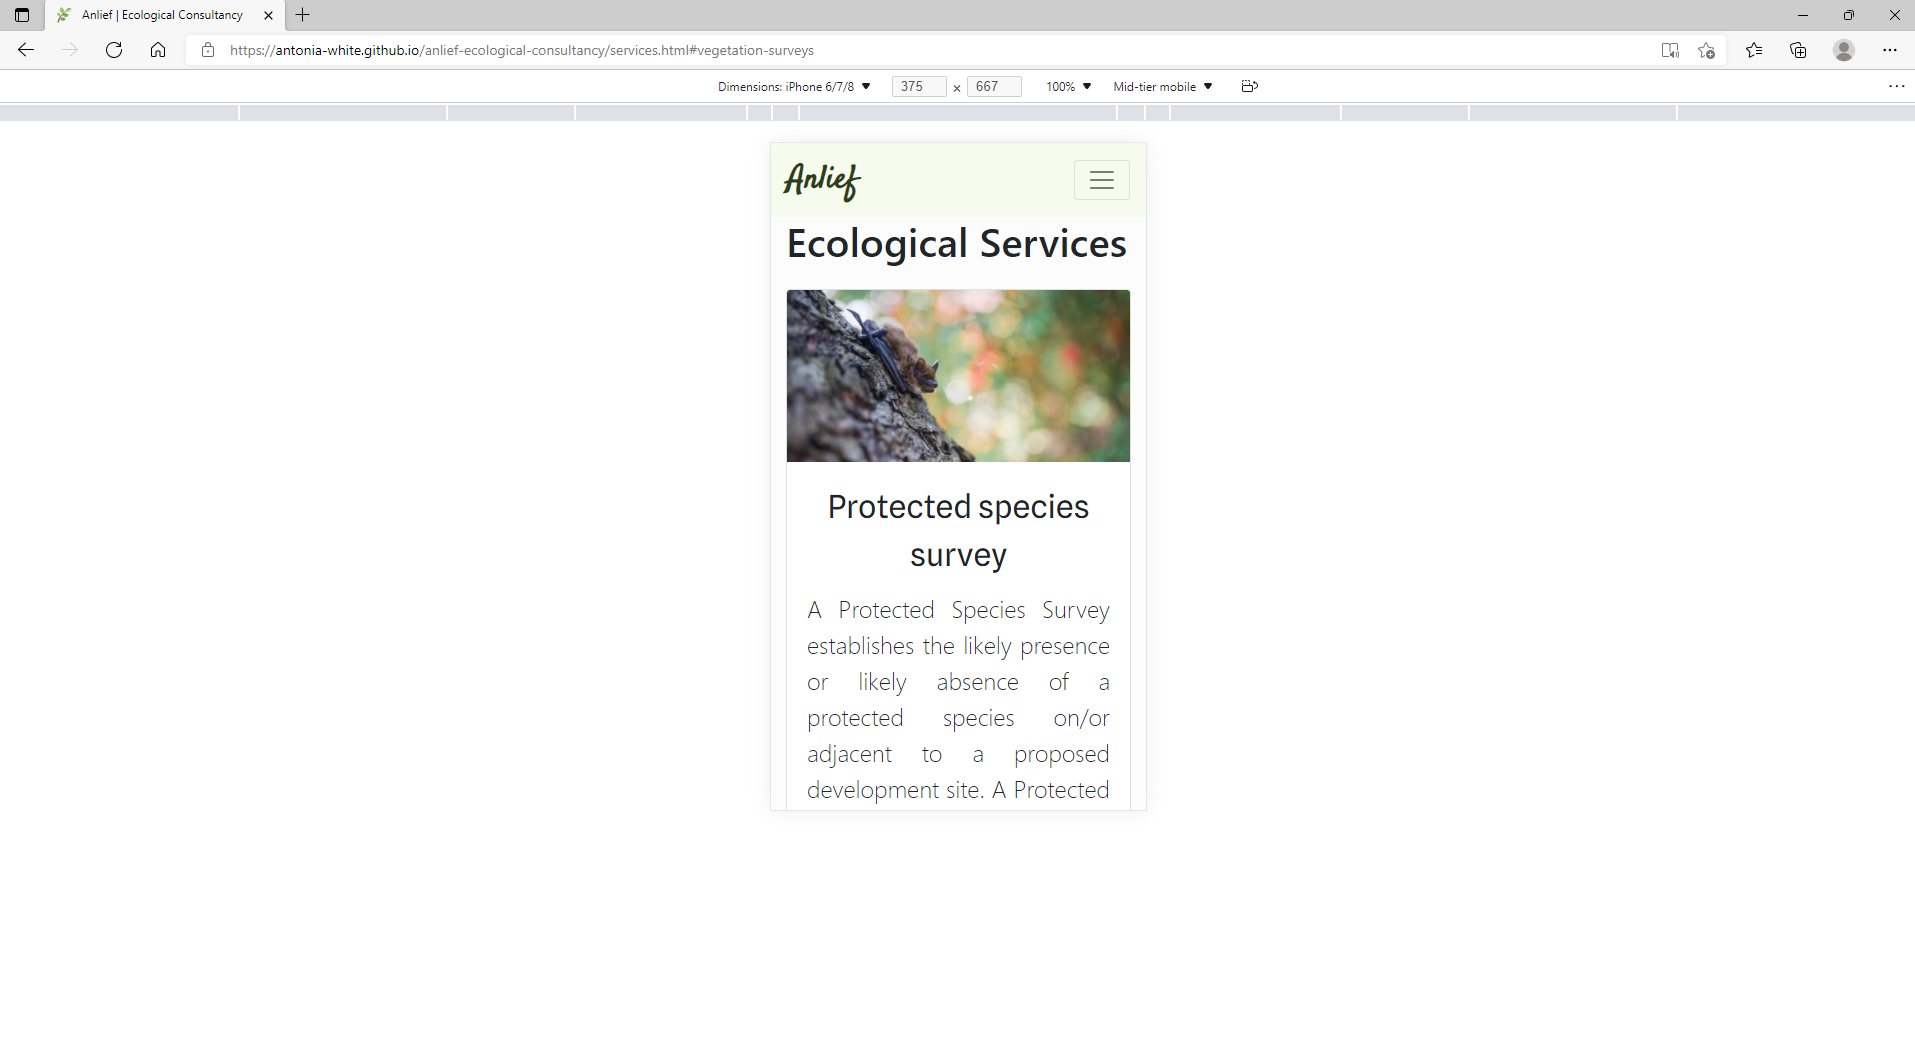 Anlief | Ecological Consultancy
https://antonia-white.github.io/anlief-ecological-consultancy/services.html#vegetation-surveys
Dimensions: iPhone 6/7/8 375 × 667 100% Mid-tier mobile
Anlief
Ecological Services
Protected species
survey
A Protected Species Survey
establishes the likely presence
or likely absence of a
protected species on/or
adjacent to a proposed
development site. A Protected